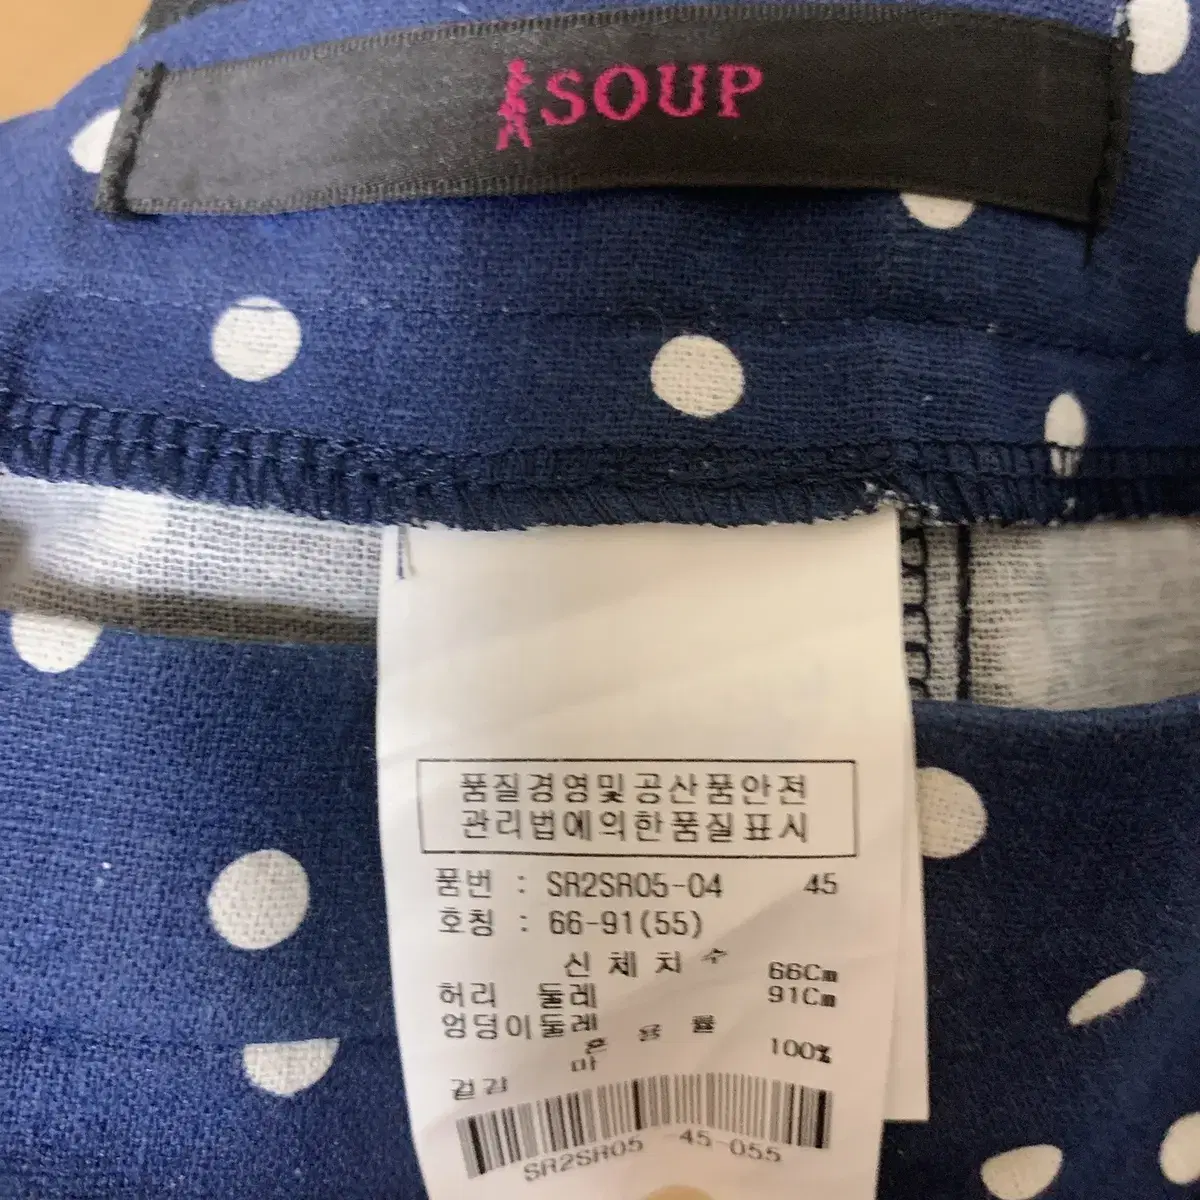 SOUP
품질경영및공산품안전
관리법에의한품질표시
품번 : SR2SR05-04 45
호칭 : 66-91(55)
신체치수
허리 둘레 66Cm
엉덩이둘레 91Cm
혼용률
겉감 마 100%
SR2SR05 45-055